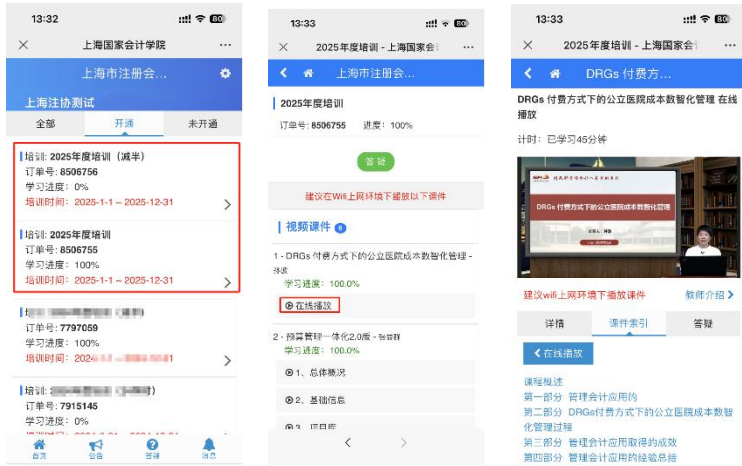 13:32
80
上海国家会计学院
上海市注册会...
上海注协测试
全部
开通
未开通
培训: 2025年度培训（减半）
订单号: 8506756
学习进度: 0%
培训时间: 2025-1-1 ~ 2025-12-31
培训: 2025年度培训
订单号: 8506755
学习进度: 100%
培训时间: 2025-1-1 ~ 2025-12-31
订单号: 7797059
学习进度: 100%
培训时间: 202
培训:
订单号: 7915145
学习进度: 0%
首页
公告
答疑
消息
13:33
80
2025年度培训 - 上海国家会
上海市注册会...
2025年度培训
订单号: 8506755 进度: 100%
答疑
建议在Wifi上网环境下播放以下课件
视频课件 6
1 - DRGs 付费方式下的公立医院成本数智化管理 -
孙波
学习进度: 100.0%
在线播放
2 - 预算管理一体化2.0版 -
学习进度: 100.0%
1、总体概况
2、基础信息
3、项目库
13:33
80
2025年度培训 - 上海国家会
DRGs 付费方...
DRGs 付费方式下的公立医院成本数智化管理 在线
播放
计时: 已学习45分钟
DRGs 付费方式下的公立医院成本数智化管理
建议wifi上网环境下播放课件
教师介绍
详情
课件索引
答疑
在线播放
课程概述
第一部分 管理会计应用的
第二部分 DRGs付费方式下的公立医院成本数智
化管理过程
第三部分 管理会计应用取得的成效
第四部分 管理会计应用的经验总结